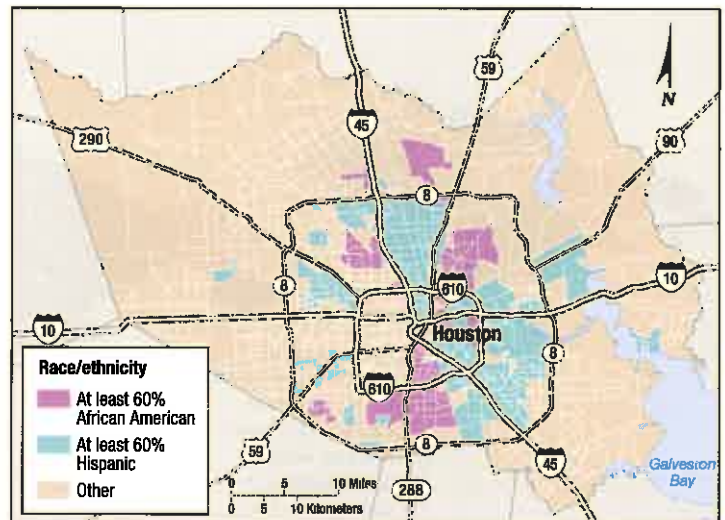 59
45
N
290
90
8
8
610
10
10
Houston
8
610
8
59
288
45
Galveston
Bay
Race/ethnicity
At least 60%
African American
At least 60%
Hispanic
Other
0 5 10 Miles
0 5 10 Kilometers